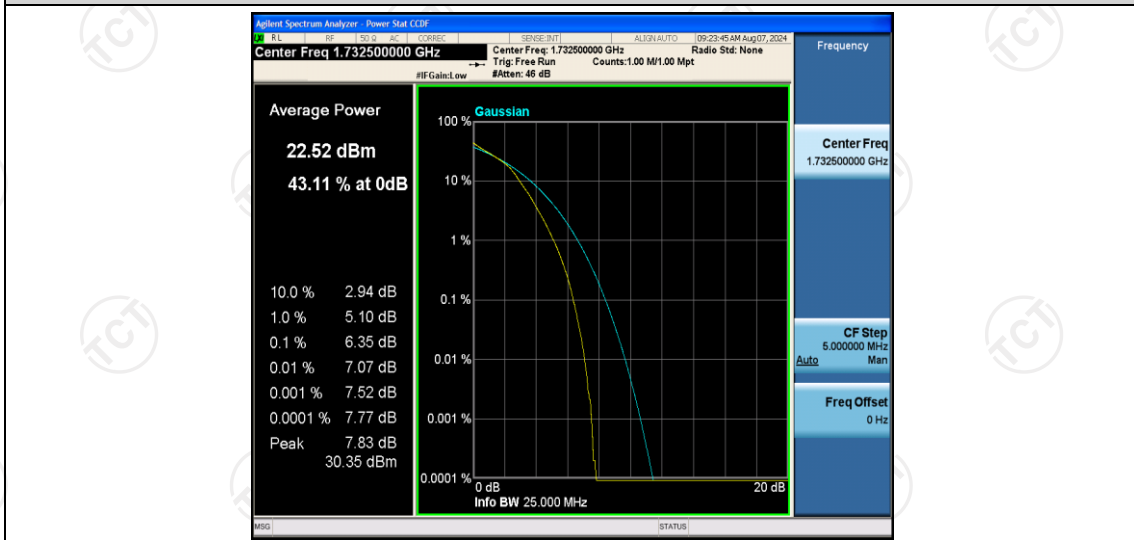 Agilent Spectrum Analyzer - Power Stat CCDF
RL RF 50 Ω AC CORREC SENSE:INT ALIGN AUTO 09:23:45 AM Aug 07, 2024
Center Freq 1.732500000 GHz
Center Freq: 1.732500000 GHz Radio Std: None
Trig: Free Run Counts:1.00 M/1.00 Mpt
#IFGain:Low #Atten: 46 dB
Frequency
Average Power
22.52 dBm
43.11 % at 0dB
10.0 % 2.94 dB
1.0 % 5.10 dB
0.1 % 6.35 dB
0.01 % 7.07 dB
0.001 % 7.52 dB
0.0001 % 7.77 dB
Peak 7.83 dB
30.35 dBm
Gaussian
100 %
10 %
1 %
0.1 %
0.01 %
0.001 %
0.0001 %
0 dB 20 dB
Info BW 25.000 MHz
Center Freq
1.732500000 GHz
CF Step
5.000000 MHz
Auto Man
Freq Offset
0 Hz
MSG STATUS
TCT
TCT
TCT
TCT